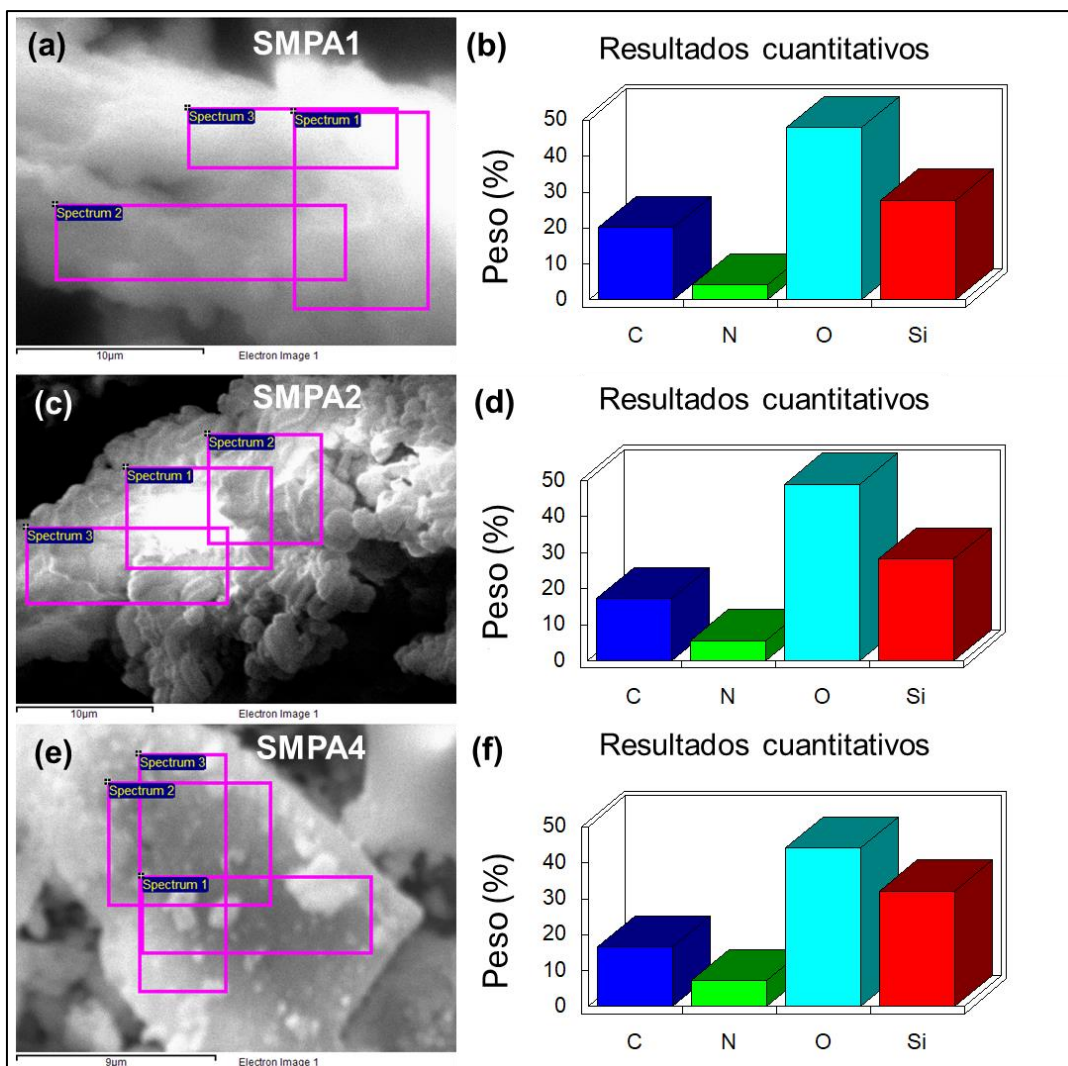 (a)
SMPA1
Spectrum 3
Spectrum 1
Spectrum 2
10µm
Electron Image 1
(b)
Resultados cuantitativos
Peso (%)
50
40
30
20
10
0
C N O Si
(c)
SMPA2
Spectrum 2
Spectrum 1
Spectrum 3
10µm
Electron Image 1
(d)
Resultados cuantitativos
Peso (%)
50
40
30
20
10
0
C N O Si
(e)
SMPA4
Spectrum 3
Spectrum 2
Spectrum 1
9µm
Electron Image 1
(f)
Resultados cuantitativos
Peso (%)
50
40
30
20
10
0
C N O Si